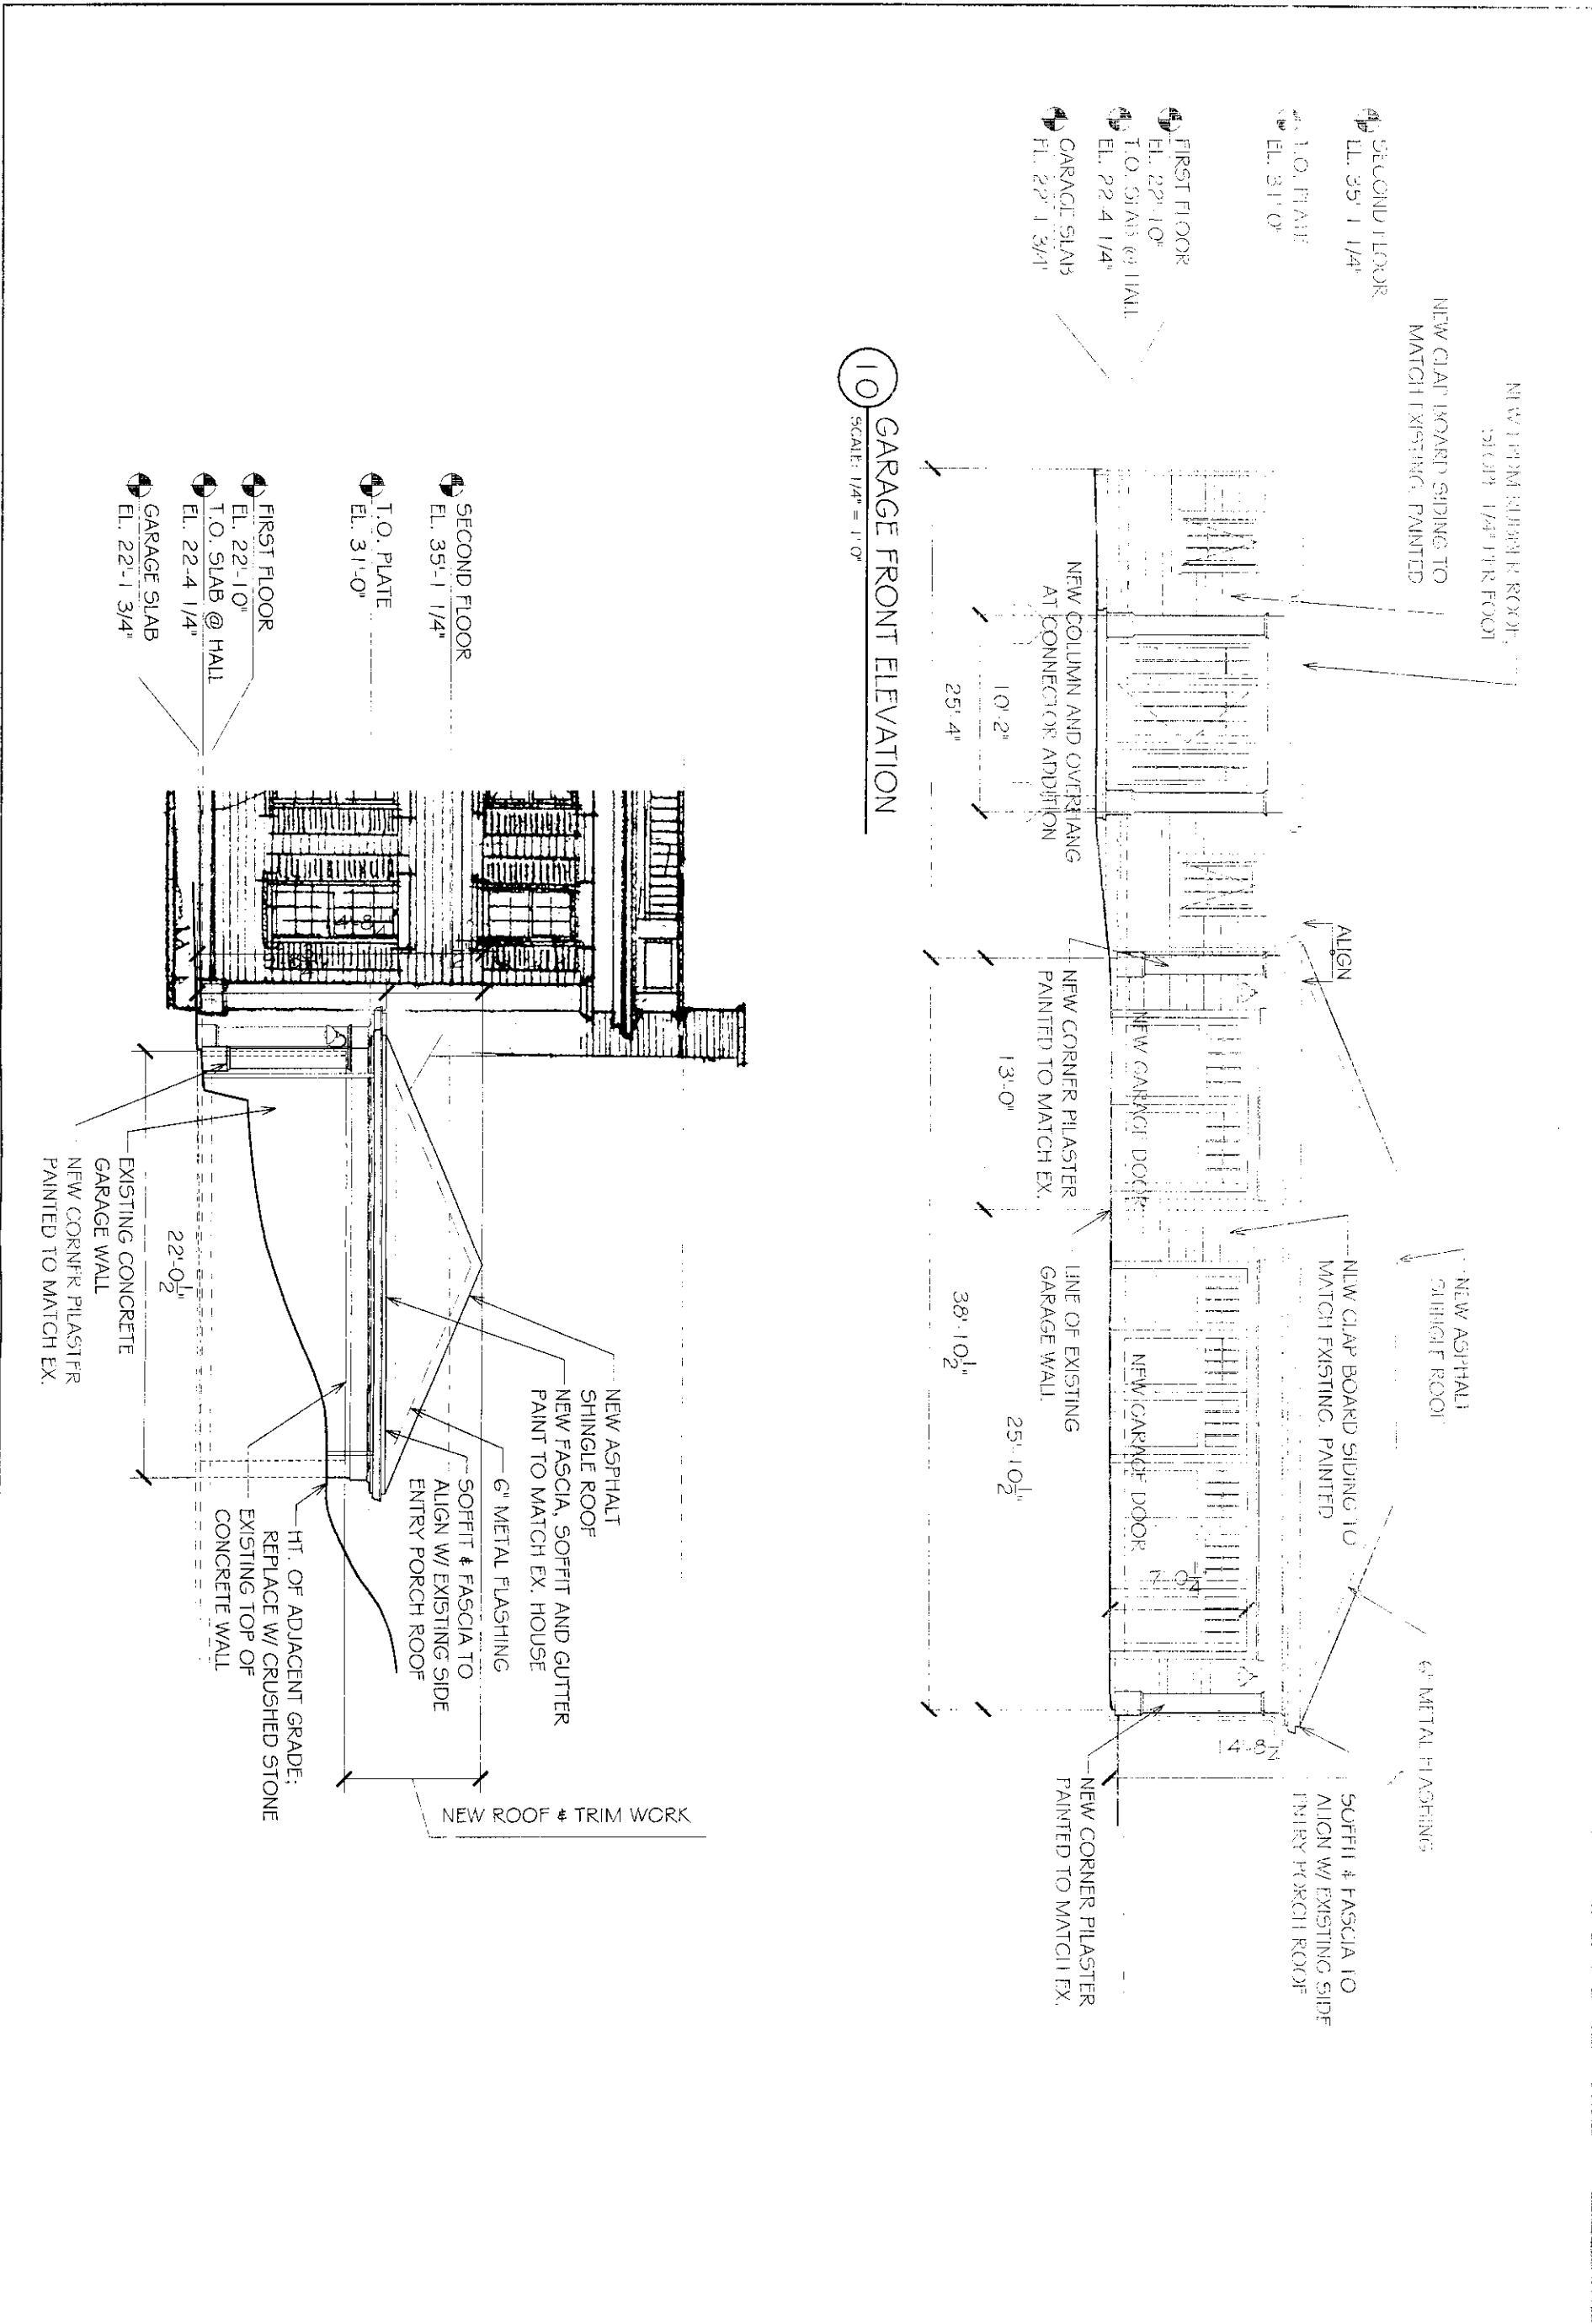 NEW EPDM RUBBER ROOF,
SLOPE 1/4" PER FOOT
NEW CLAP BOARD SIDING TO
MATCH EXISTING, PAINTED
SECOND FLOOR
EL. 35'-1 1/4"
T.O. PLATE
EL. 31'-0"
FIRST FLOOR
EL. 22'-10"
T.O. SLAB @ HALL
EL. 22-4 1/4"
GARAGE SLAB
EL. 22'-1 3/4"
ALIGN
NEW ASPHALT
SHINGLE ROOF
NEW CLAP BOARD SIDING TO
MATCH EXISTING, PAINTED
6" METAL FLASHING
SOFFIT & FASCIA TO
ALIGN W/ EXISTING SIDE
ENTRY PORCH ROOF
14'-8
NEW GARAGE DOOR
NEW GARAGE DOOR
NEW COLUMN AND OVERHANG
AT CONNECTOR ADDITION
NEW CORNER PILASTER
PAINTED TO MATCH EX.
LINE OF EXISTING
GARAGE WALL
NEW CORNER PILASTER
PAINTED TO MATCH EX.
10'-2"
13'-0"
25'-10 1/2"
25'-4"
38'-10 1/2"
10
GARAGE FRONT ELEVATION
SCALE: 1/4" = 1'0"
SECOND FLOOR
EL. 35'-1 1/4"
T.O. PLATE
EL. 31'-0"
FIRST FLOOR
EL. 22'-10"
T.O. SLAB @ HALL
EL. 22-4 1/4"
GARAGE SLAB
EL. 22'-1 3/4"
NEW ASPHALT
SHINGLE ROOF
NEW FASCIA, SOFFIT AND GUTTER
PAINT TO MATCH EX. HOUSE
6" METAL FLASHING
SOFFIT & FASCIA TO
ALIGN W/ EXISTING SIDE
ENTRY PORCH ROOF
NEW ROOF & TRIM WORK
HT. OF ADJACENT GRADE;
REPLACE W/ CRUSHED STONE
EXISTING TOP OF
CONCRETE WALL
22'-0 1/2"
EXISTING CONCRETE
GARAGE WALL
NEW CORNER PILASTER
PAINTED TO MATCH EX.